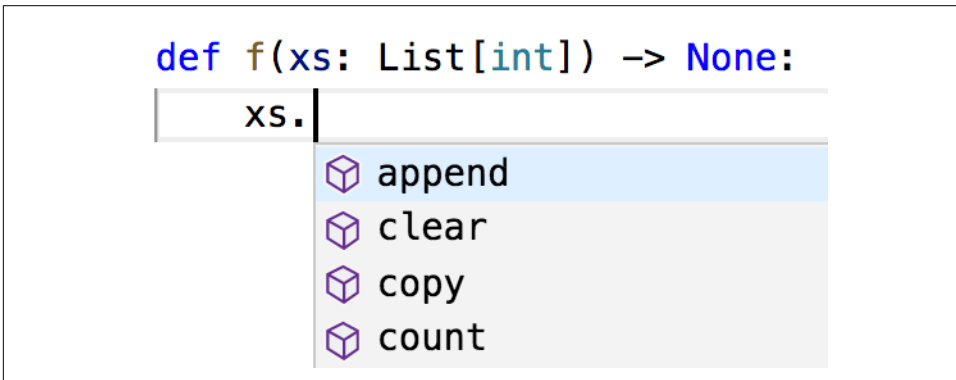 def f(xs: List[int]) -> None:
xs.
append
clear
copy
count